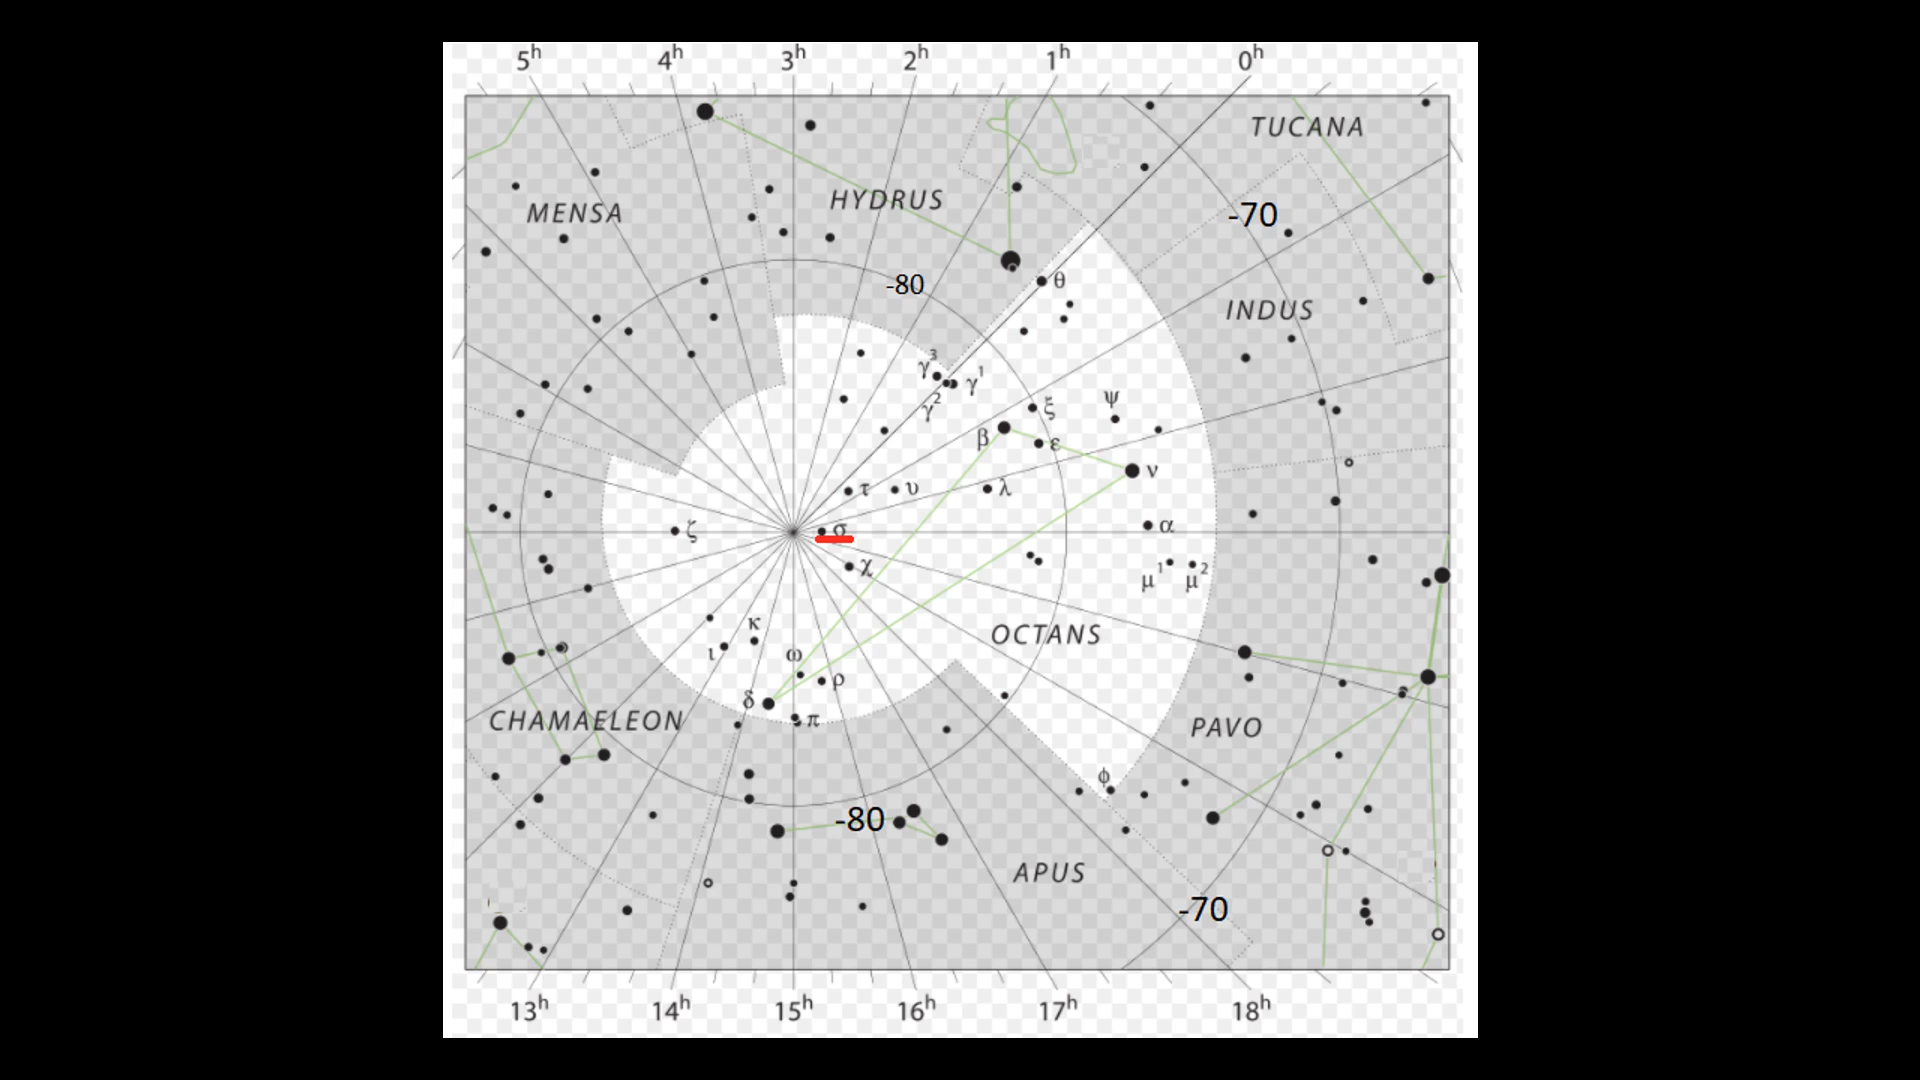 5ʰ 4ʰ 3ʰ 2ʰ 1ʰ 0ʰ
TUCANA
HYDRUS
MENSA
-70
-80
θ
INDUS
γ³
γ¹
γ²
ξ
ψ
β
ε
ν
τ
υ
λ
ζ
σ
α
χ
μ¹ μ²
κ
OCTANS
ι
ω
ρ
δ
π
CHAMAELEON
PAVO
ϕ
-80
APUS
-70
13ʰ 14ʰ 15ʰ 16ʰ 17ʰ 18ʰ